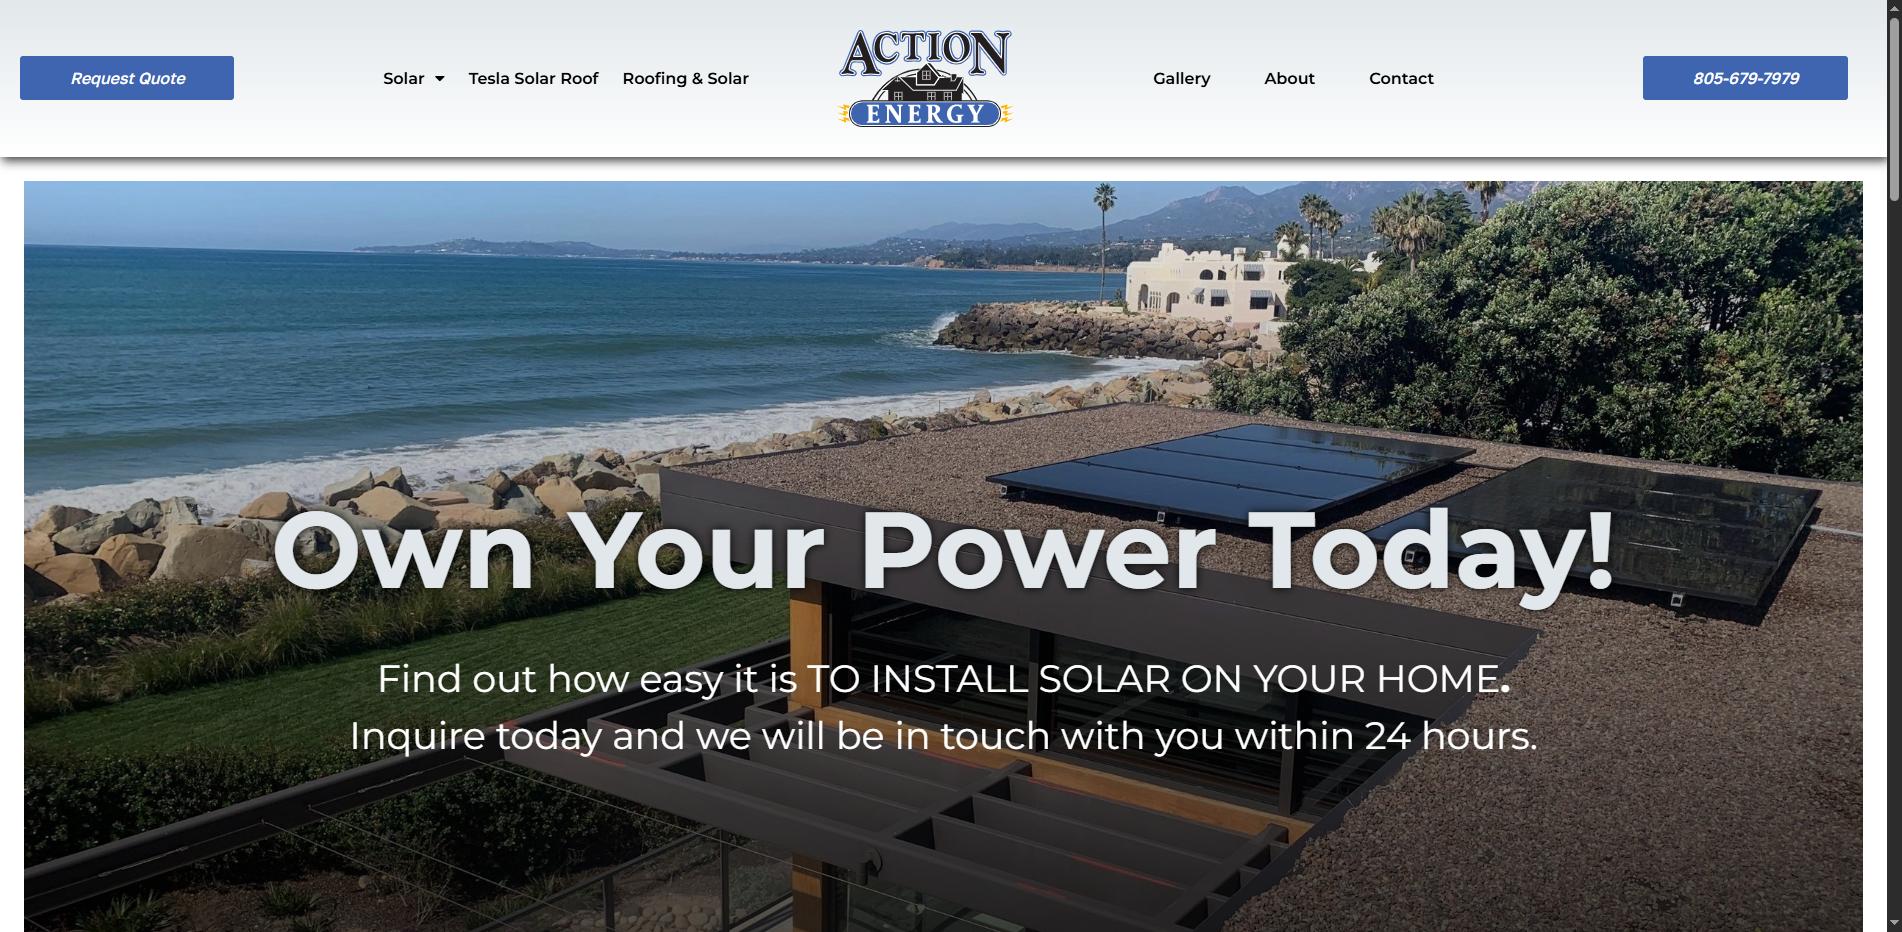 Request Quote
Solar
Tesla Solar Roof
Roofing & Solar
ACTION
ENERGY
Gallery
About
Contact
805-679-7979
Own Your Power Today!
Find out how easy it is TO INSTALL SOLAR ON YOUR HOME.
Inquire today and we will be in touch with you within 24 hours.